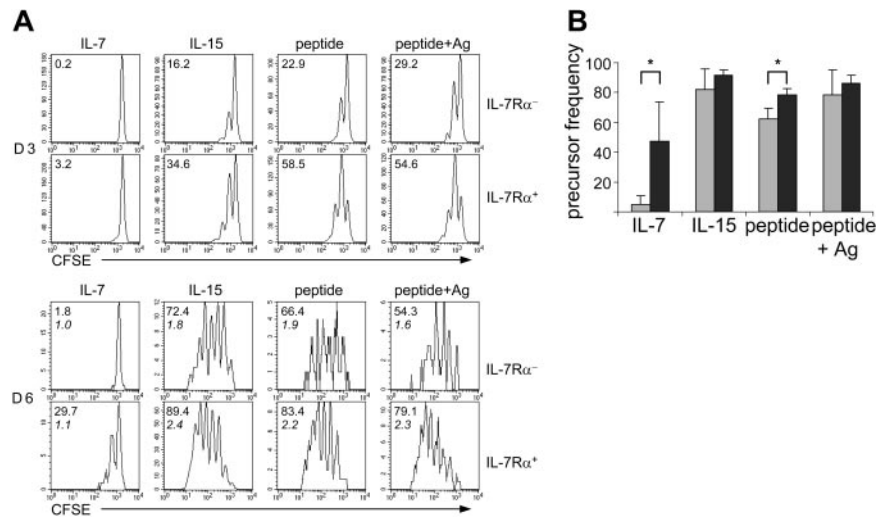 A
IL-7 IL-15 peptide peptide+Ag
0.2 16.2 22.9 29.2
IL-7Rα⁻
D 3
3.2 34.6 58.5 54.6
IL-7Rα⁺
CFSE
IL-7 IL-15 peptide peptide+Ag
1.8 72.4 66.4 54.3
1.0 1.8 1.9 1.6
IL-7Rα⁻
D 6
29.7 89.4 83.4 79.1
1.1 2.4 2.2 2.3
IL-7Rα⁺
CFSE
B
precursor frequency
100
80
60
40
20
* *
IL-7 IL-15 peptide peptide
+ Ag